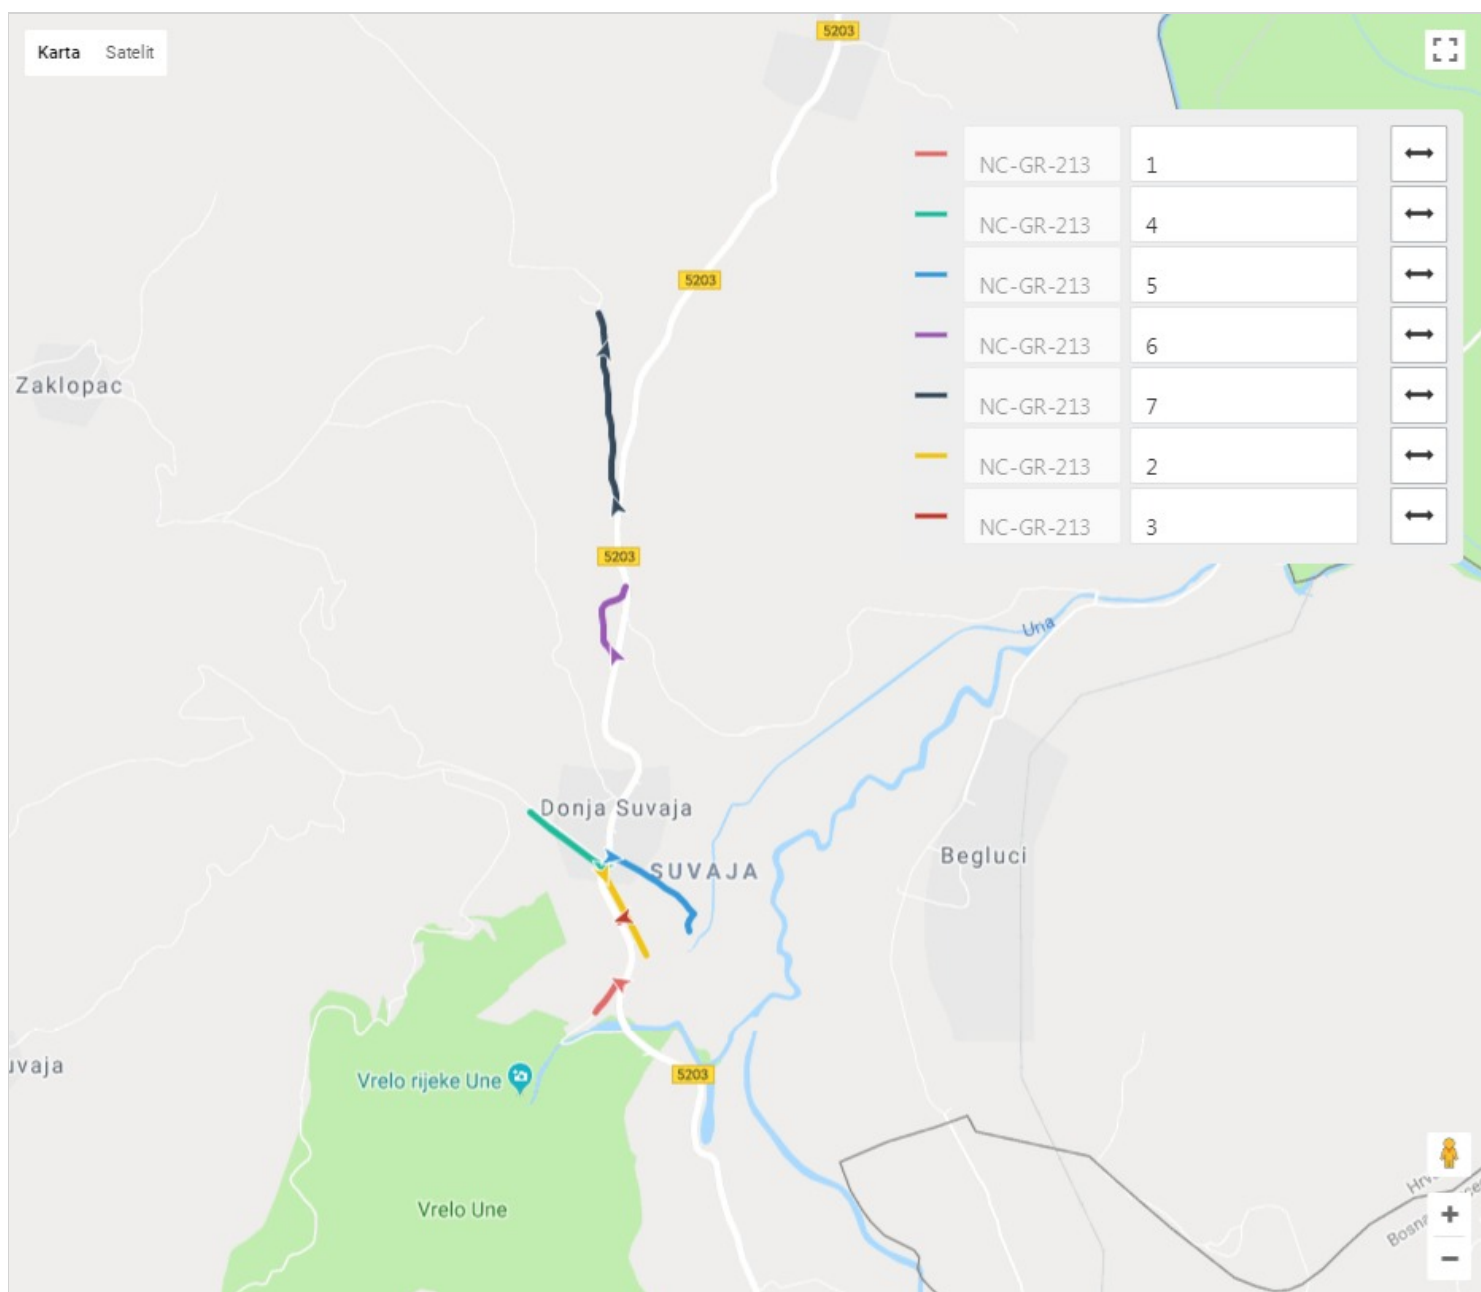 5203
Karta Satelit
NC-GR-213 1
NC-GR-213 4
5203
NC-GR-213 5
NC-GR-213 6
Zaklopac
NC-GR-213 7
NC-GR-213 2
NC-GR-213 3
5203
Una
Donja Suvaja
Begluci
SUVAJA
uvaja
5203
Vrelo rijeke Une
Vrelo Une
+
−